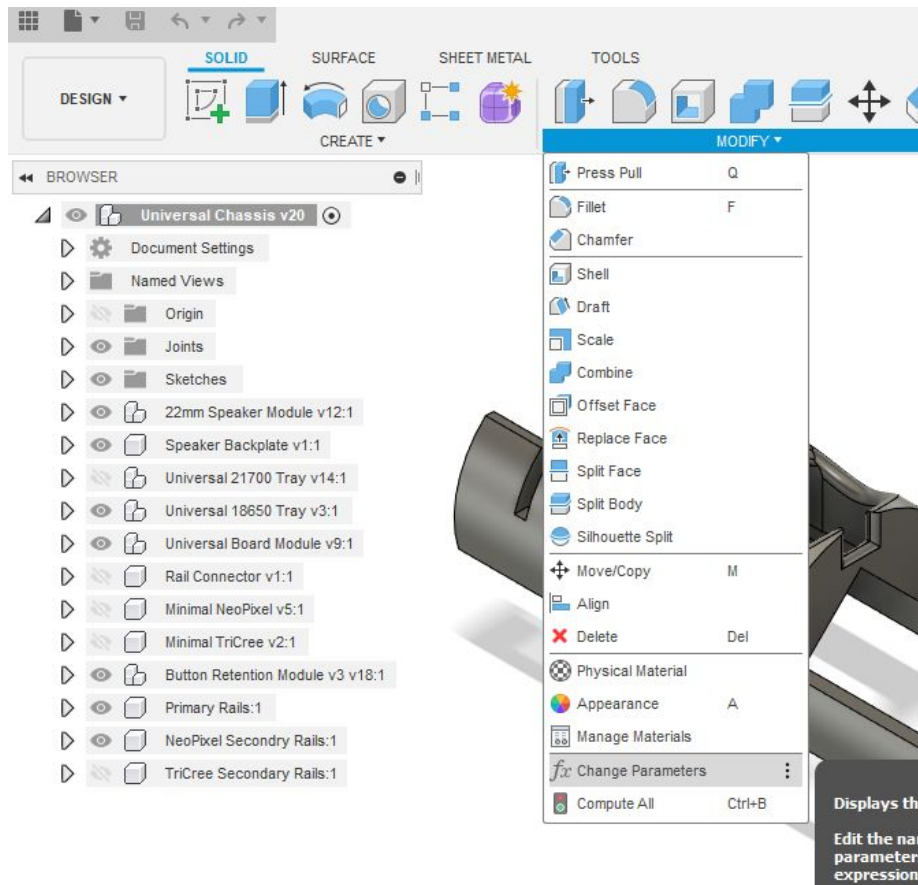 SOLID SURFACE SHEET METAL TOOLS
DESIGN
CREATE MODIFY
BROWSER
Universal Chassis v20
Document Settings
Named Views
Origin
Joints
Sketches
22mm Speaker Module v12:1
Speaker Backplate v1:1
Universal 21700 Tray v14:1
Universal 18650 Tray v3:1
Universal Board Module v9:1
Rail Connector v1:1
Minimal NeoPixel v5:1
Minimal TriCree v2:1
Button Retention Module v3 v18:1
Primary Rails:1
NeoPixel Secondry Rails:1
TriCree Secondary Rails:1
Press Pull Q
Fillet F
Chamfer
Shell
Draft
Scale
Combine
Offset Face
Replace Face
Split Face
Split Body
Silhouette Split
Move/Copy M
Align
Delete Del
Physical Material
Appearance A
Manage Materials
fx Change Parameters
Compute All Ctrl+B
Displays th
Edit the na
parameter
expression